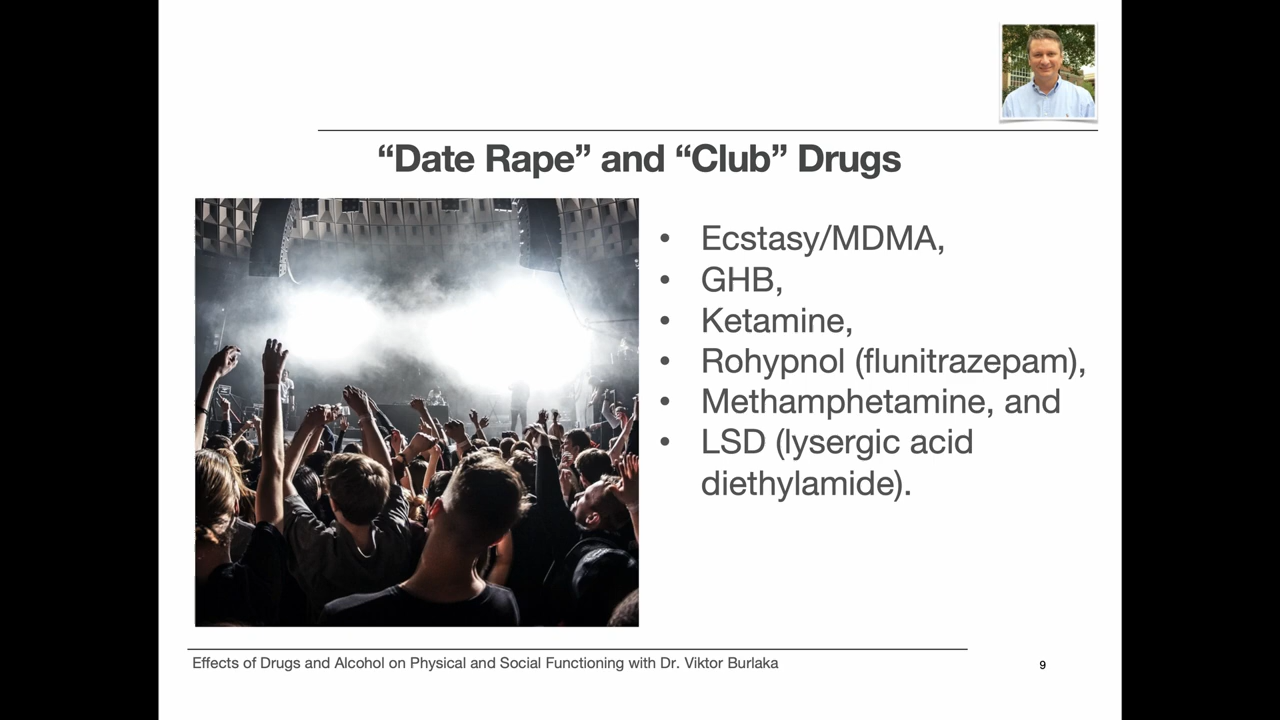 “Date Rape” and “Club” Drugs
• Ecstasy/MDMA,
• GHB,
• Ketamine,
• Rohypnol (flunitrazepam),
• Methamphetamine, and
• LSD (lysergic acid
diethylamide).
Effects of Drugs and Alcohol on Physical and Social Functioning with Dr. Viktor Burlaka
9